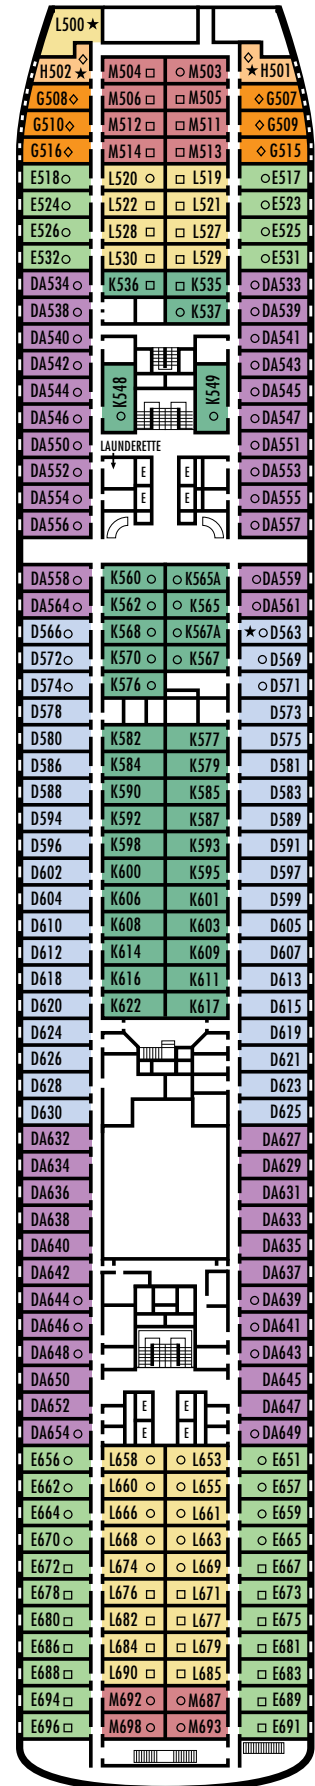 L500 ★
H502 ★ M504 □ ○ M503 ★ H501
G508◇ M506 □ □ M505 ◇G507
G510◇ M512 □ □ M511 ◇G509
G516◇ M514 □ □ M513 ◇G515
E518○ L520 ○ □ L519 ○E517
E524○ L522 □ □ L521 ○E523
E526○ L528 □ □ L527 ○E525
E532○ L530 □ □ L529 ○E531
DA534 ○ K536 □ □ K535 ○ DA533
DA538 ○ ○ K537 ○ DA539
DA540 ○ ○ DA541
DA542 ○ ○ DA543
DA544 ○ ○ K548 ○ K549 ○ DA545
DA546 ○ ○ DA547
DA550 ○ LAUNDERETTE ○ DA551
DA552 ○ E E ○ DA553
DA554 ○ E E ○ DA555
DA556 ○ ○ DA557
DA558 ○ K560 ○ ○ K565A ○DA559
DA564 ○ K562 ○ ○ K565 ○DA561
D566○ K568 ○ ○ K567A ★○D563
D572○ K570 ○ ○ K567 ○ D569
D574○ K576 ○ ○ D571
D578 D573
D580 K582 K577 D575
D586 K584 K579 D581
D588 K590 K585 D583
D594 K592 K587 D589
D596 K598 K593 D591
D602 K600 K595 D597
D604 K606 K601 D599
D610 K608 K603 D605
D612 K614 K609 D607
D618 K616 K611 D613
D620 K622 K617 D615
D624 D619
D626 D621
D628 D623
D630 D625
DA632 DA627
DA634 DA629
DA636 DA631
DA638 DA633
DA640 DA635
DA642 DA637
DA644 ○ ○ DA639
DA646 ○ ○ DA641
DA648 ○ ○ DA643
DA650 DA645
DA652 E E DA647
DA654 ○ E E ○ DA649
E656 ○ L658 ○ ○ L653 ○ E651
E662 ○ L660 ○ ○ L655 ○ E657
E664 ○ L666 ○ ○ L661 ○ E659
E670 ○ L668 ○ ○ L663 ○ E665
E672 □ L674 ○ ○ L669 □ E667
E678 □ L676 □ □ L671 □ E673
E680 □ L682 □ □ L677 □ E675
E686 □ L684 □ □ L679 □ E681
E688 □ L690 □ □ L685 □ E683
E694 □ M692 ○ ○ M687 □ E689
E696 □ M698 ○ ○ M693 □ E691